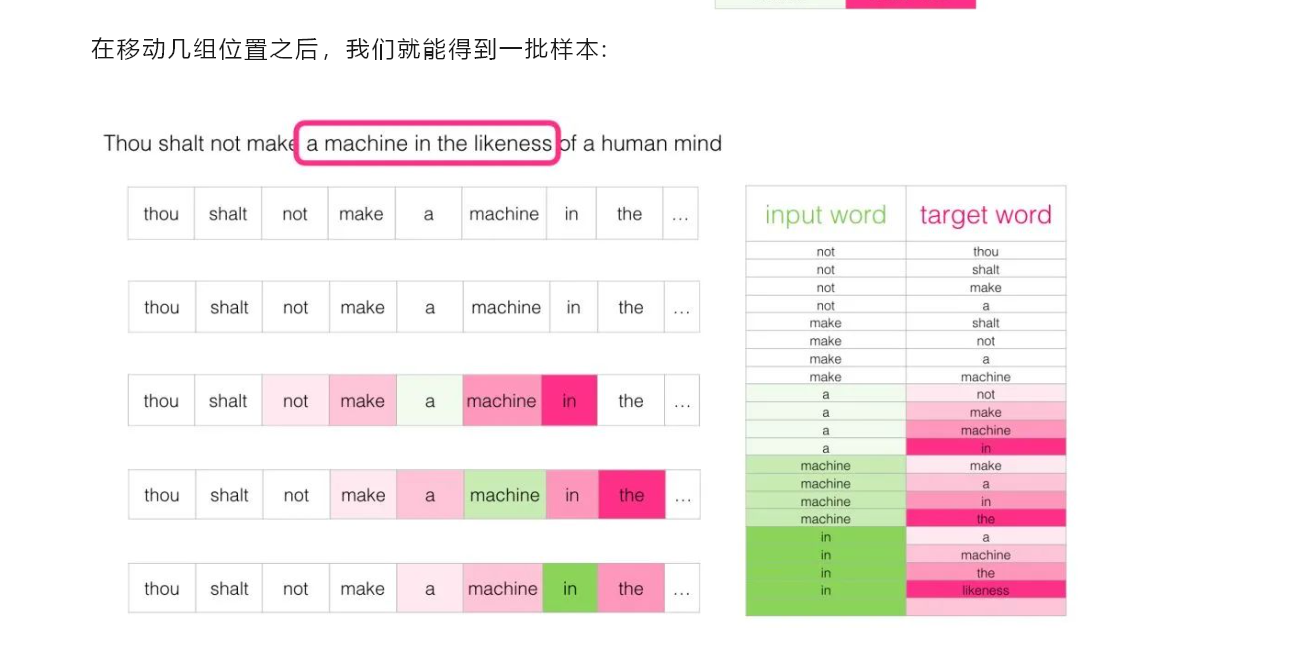 在移动几组位置之后，我们就能得到一批样本:
Thou shalt not make a machine in the likeness of a human mind
thou shalt not make a machine in the ...
thou shalt not make a machine in the ...
thou shalt not make a machine in the ...
thou shalt not make a machine in the ...
thou shalt not make a machine in the ...
input word target word
not thou
not shalt
not make
not a
make shalt
make not
make a
make machine
a not
a make
a machine
a in
machine make
machine a
machine in
machine the
in a
in machine
in the
in likeness